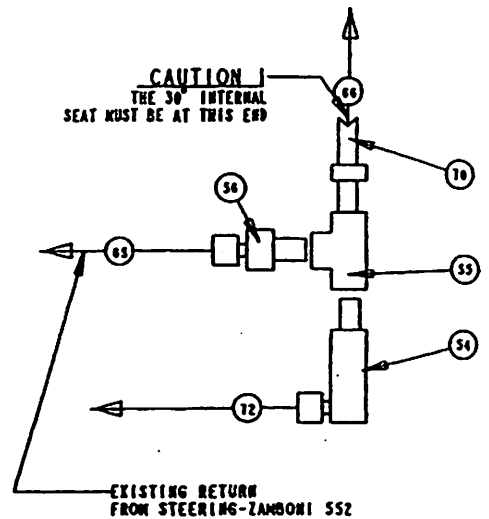 CAUTION !
THE 30° INTERNAL
SEAT MUST BE AT THIS END
66
70
56
65
55
54
72
EXISTING RETURN
FROM STEERING-ZAMBONI 552